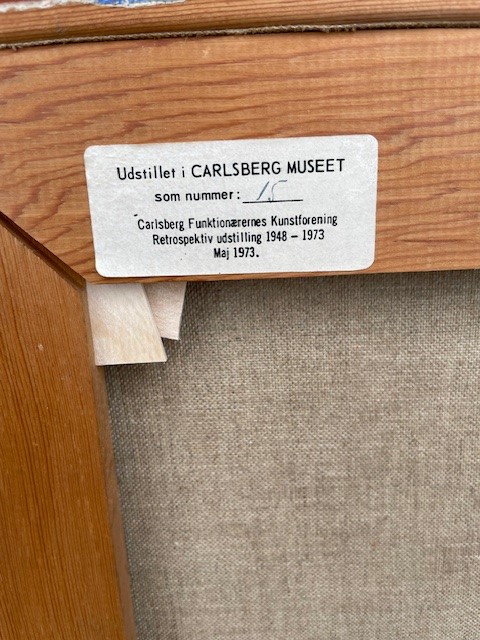 Udstillet i CARLSBERG MUSEET
som nummer: 15
Carlsberg Funktionærernes Kunstforening
Retrospektiv udstilling 1948 - 1973
Maj 1973.